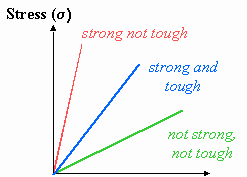 Stress (σ)
strong not tough
strong and
tough
not strong,
not tough